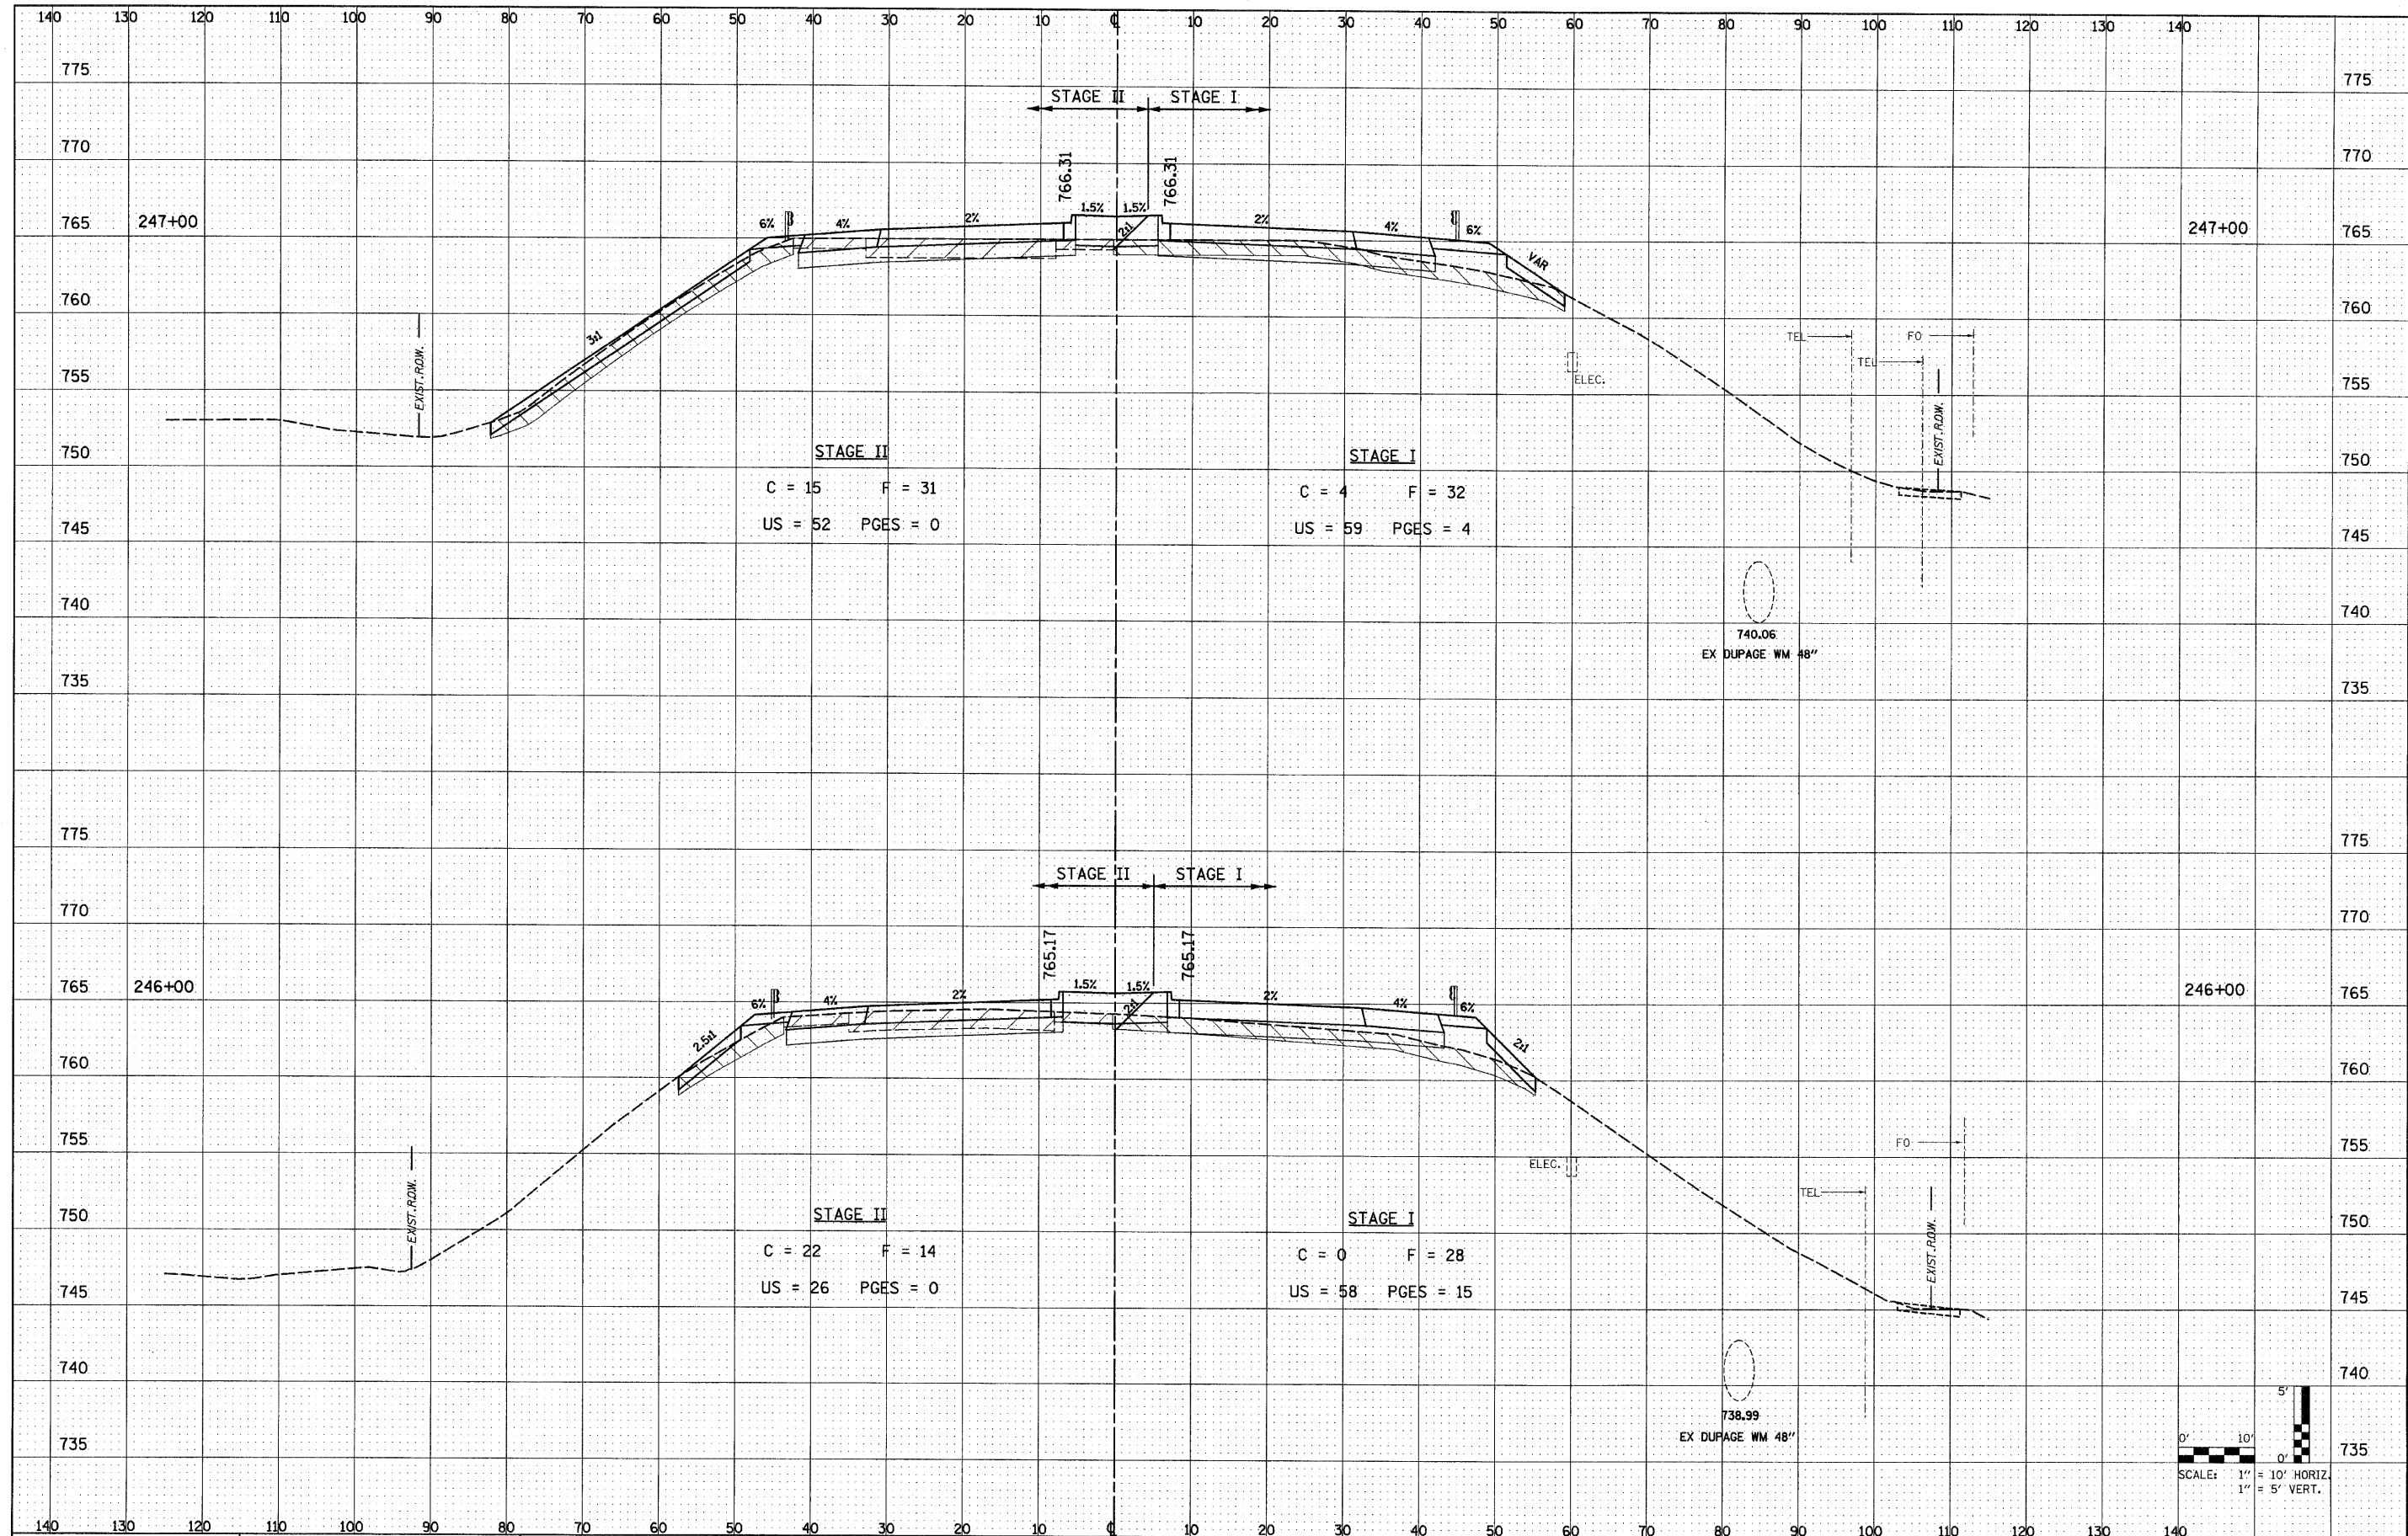 140 130 120 100 90 80 70 60 50 40 30 20 10 ℄ 10 20 30 40 50 60 70 80 90 100 110 120 130 140
775 775
STAGE II STAGE I
770 770
766.31 766.31
765 247+00 6% 4% 2% 1.5% 1.5% 2% 4% 6% 247+00 765
2:1
VAR
760 760
3:1
TEL FO
TEL
EXIST. R.O.W.
ELEC.
755 755
EXIST. R.O.W.
750 750
STAGE II STAGE I
C = 15 F = 31 C = 4 F = 32
US = 52 PGES = 0 US = 59 PGES = 4
745 745
740 740
740.06
EX DUPAGE WM 48"
735 735
775 775
STAGE II STAGE I
770 770
765.17 765.17
765 246+00 6% 4% 2% 1.5% 1.5% 2% 4% 6% 246+00 765
2:1
2.5:1 2:1
760 760
755 755
FO
ELEC.
TEL
EXIST. R.O.W. EXIST. R.O.W.
750 750
STAGE II STAGE I
C = 22 F = 14 C = 0 F = 28
US = 26 PGES = 0 US = 58 PGES = 15
745 745
740 740
738.99
EX DUPAGE WM 48"
735 735
5'
0' 10' 0'
SCALE: 1" = 10' HORIZ.
1" = 5' VERT.
140 130 120 110 100 90 80 70 60 50 40 30 20 10 ℄ 10 20 30 40 50 60 70 80 90 100 110 120 130 140